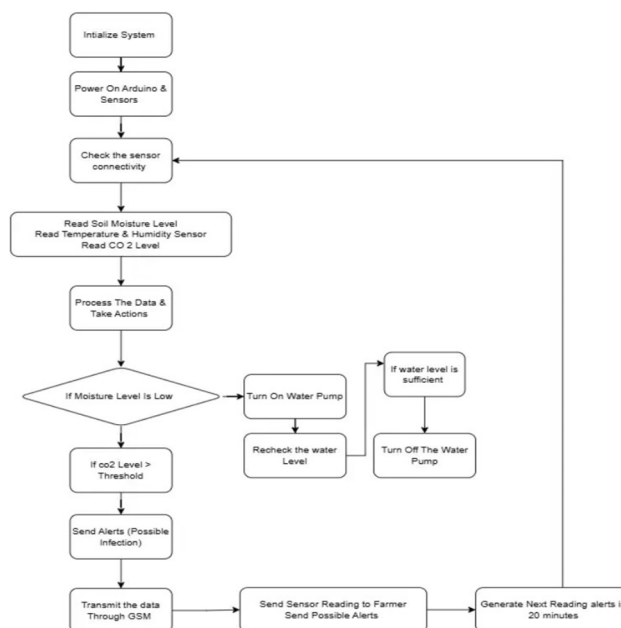 Intialize System
Power On Arduino &
Sensors
Check the sensor
connectivity
Read Soil Moisture Level
Read Temperature & Humidity Sensor
Read CO 2 Level
Process The Data &
Take Actions
If Moisture Level Is Low
Turn On Water Pump
Recheck the water
Level
If water level is
sufficient
Turn Off The Water
Pump
If co2 Level >
Threshold
Send Alerts (Possible
Infection)
Transmit the data
Through GSM
Send Sensor Reading to Farmer
Send Possible Alerts
Generate Next Reading alerts i
20 minutes